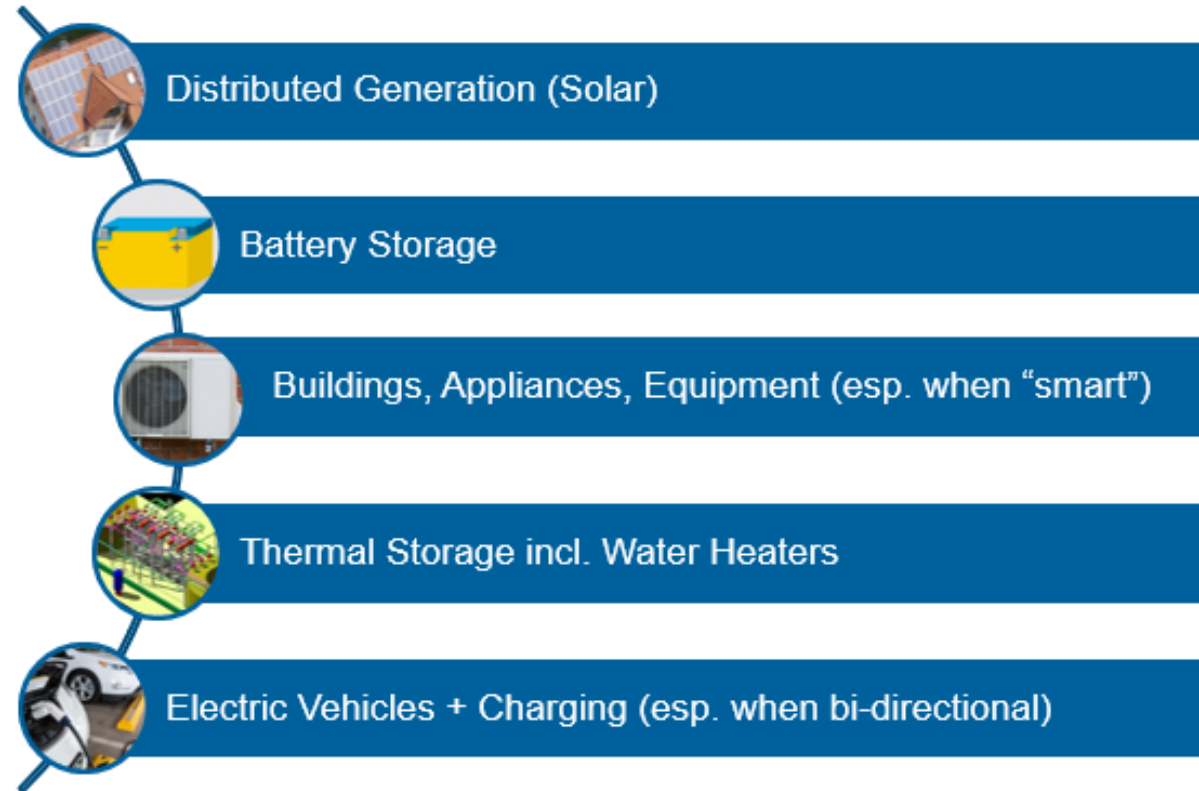 Distributed Generation (Solar)
Battery Storage
Buildings, Appliances, Equipment (esp. when “smart”)
Thermal Storage incl. Water Heaters
Electric Vehicles + Charging (esp. when bi-directional)